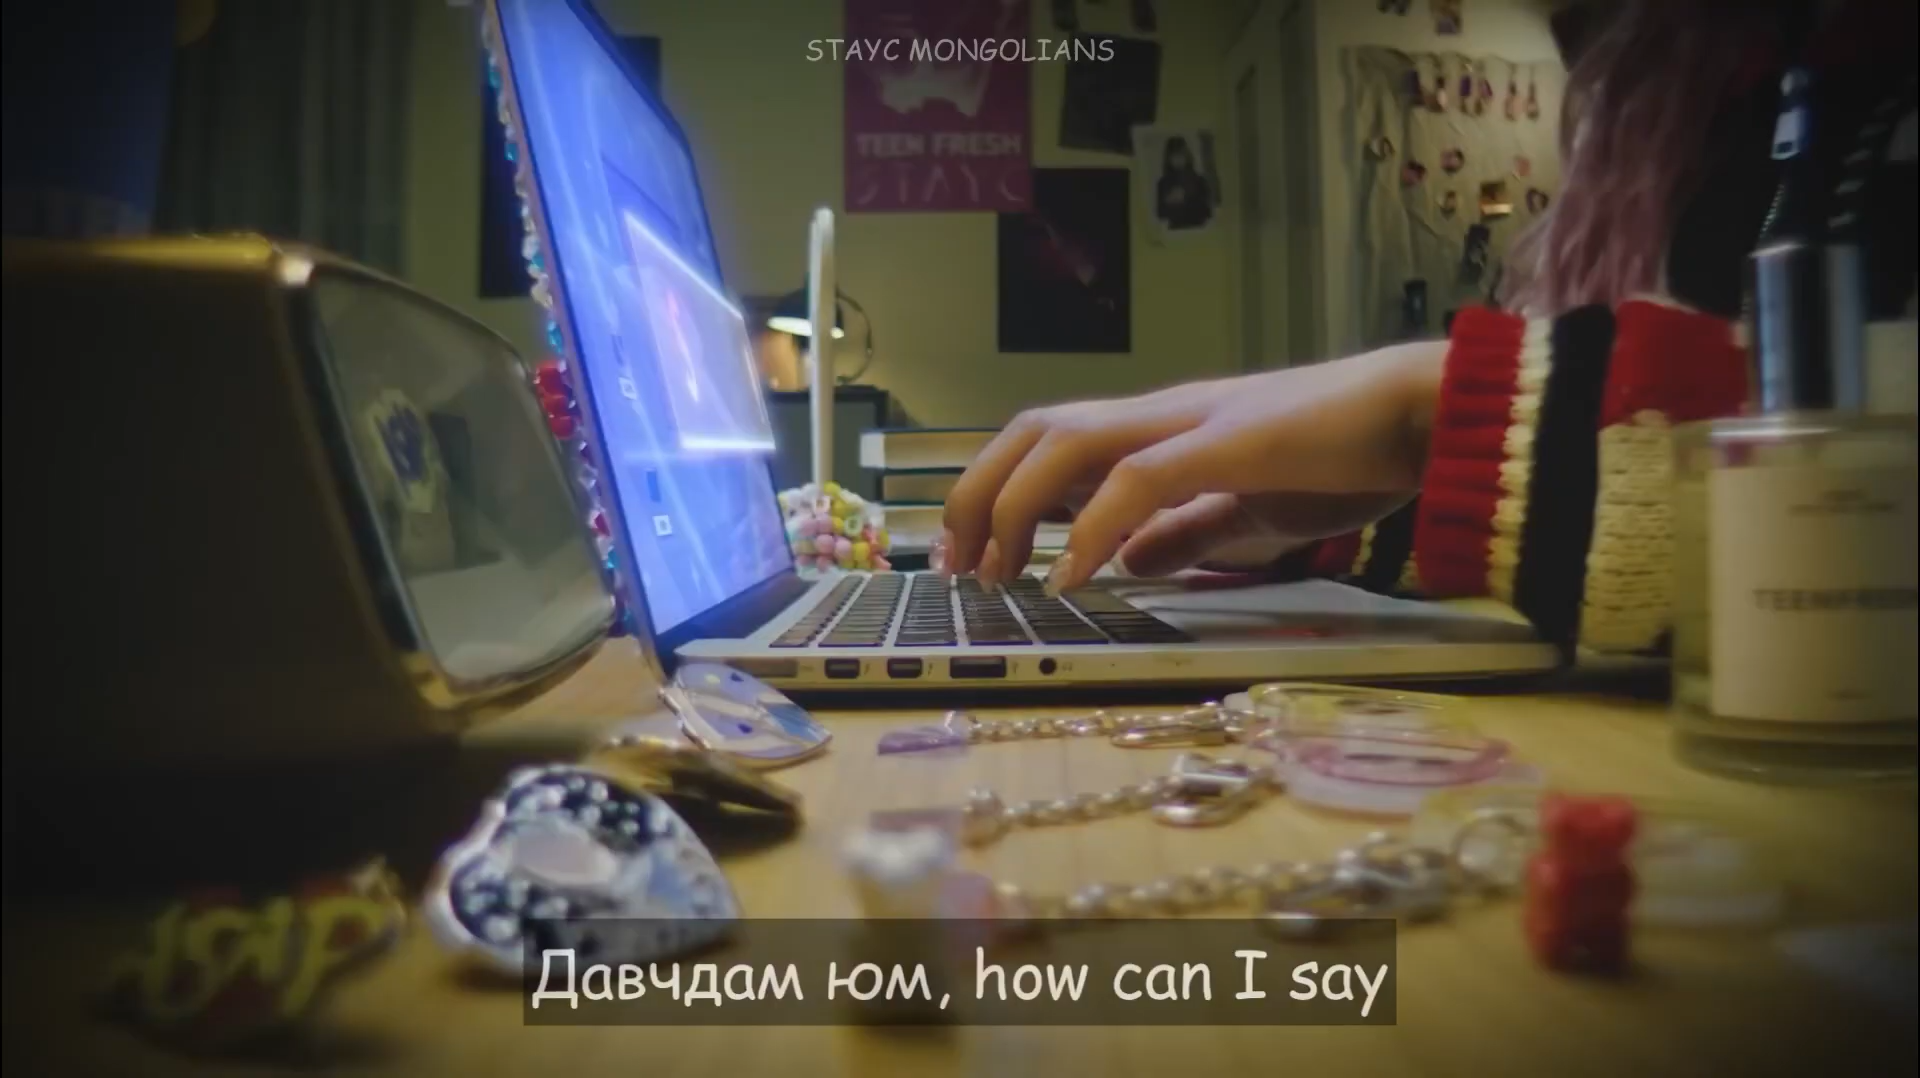 STAYC MONGOLIANS
TEEN FRESH
STAYC
Давчдам юм, how can I say